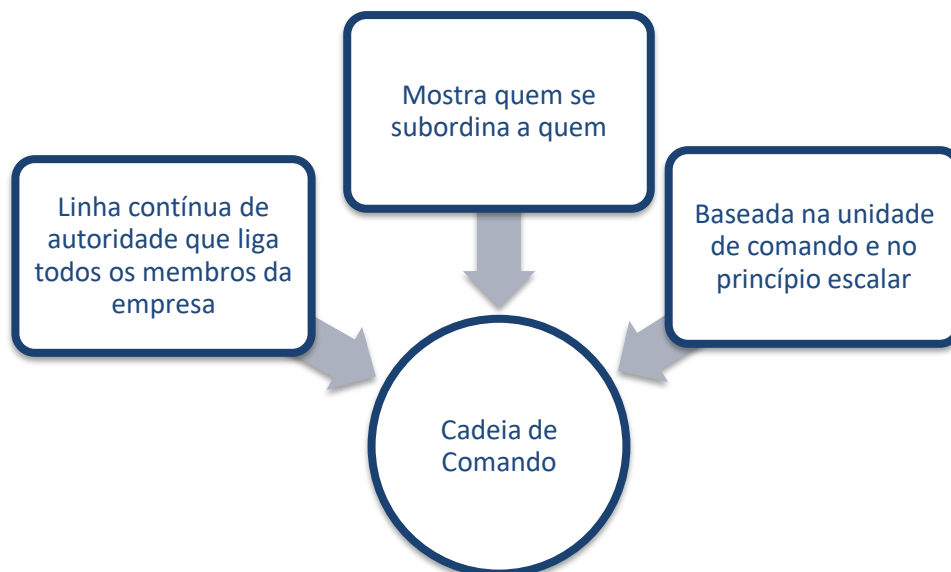 Mostra quem se
subordina a quem
Linha contínua de
autoridade que liga
todos os membros da
empresa
Baseada na unidade
de comando e no
princípio escalar
Cadeia de
Comando